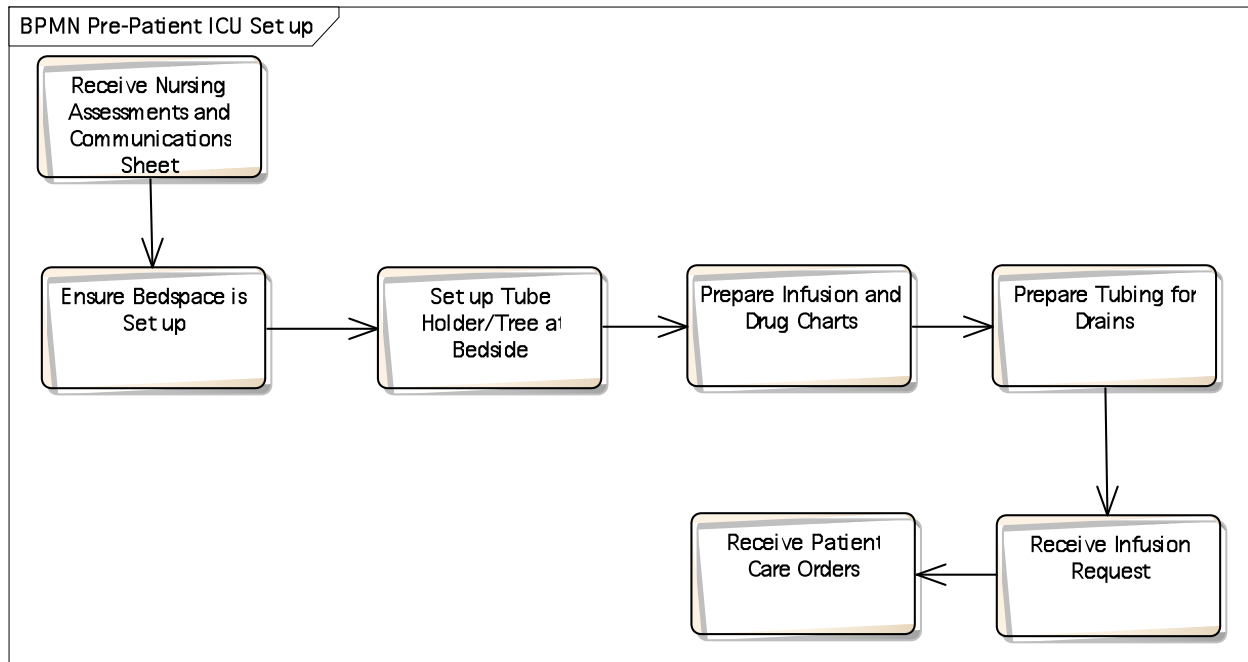 BPMN Pre-Patient ICU Set up
Receive Nursing
Assessments and
Communications
Sheet
Ensure Bedspace is
Set up
Set up Tube
Holder/Tree at
Bedside
Prepare Infusion and
Drug Charts
Prepare Tubing for
Drains
Receive Patient
Care Orders
Receive Infusion
Request